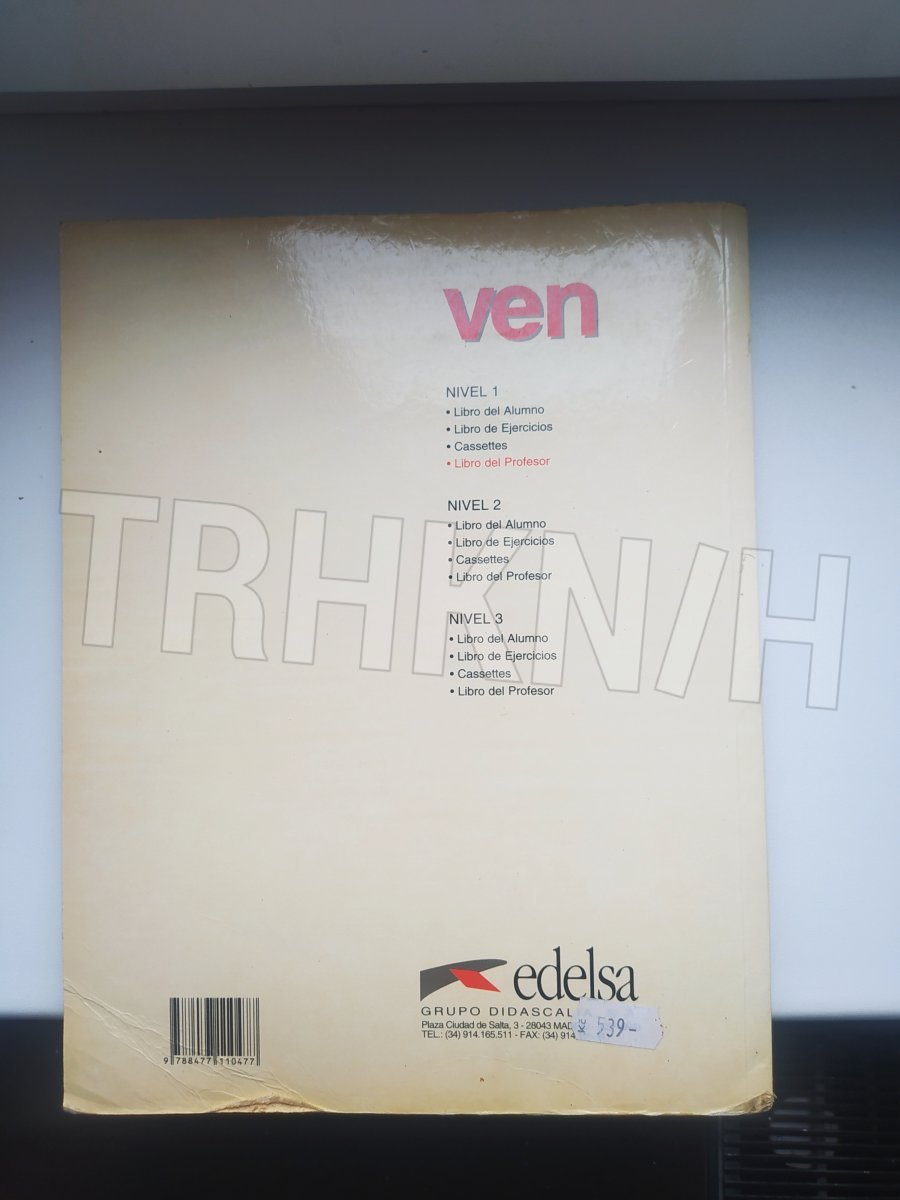 ven
NIVEL 1
• Libro del Alumno
• Libro de Ejercicios
• Cassettes
• Libro del Profesor
NIVEL 2
• Libro del Alumno
• Libro de Ejercicios
• Cassettes
• Libro del Profesor
NIVEL 3
• Libro del Alumno
• Libro de Ejercicios
• Cassettes
• Libro del Profesor
TRHKN/H
edelsa
GRUPO DIDASCAL
Plaza Ciudad de Salta, 3 - 28043 MAD
TEL.: (34) 914.165.511 - FAX: (34) 914
Kč 539-
9 788477 110477